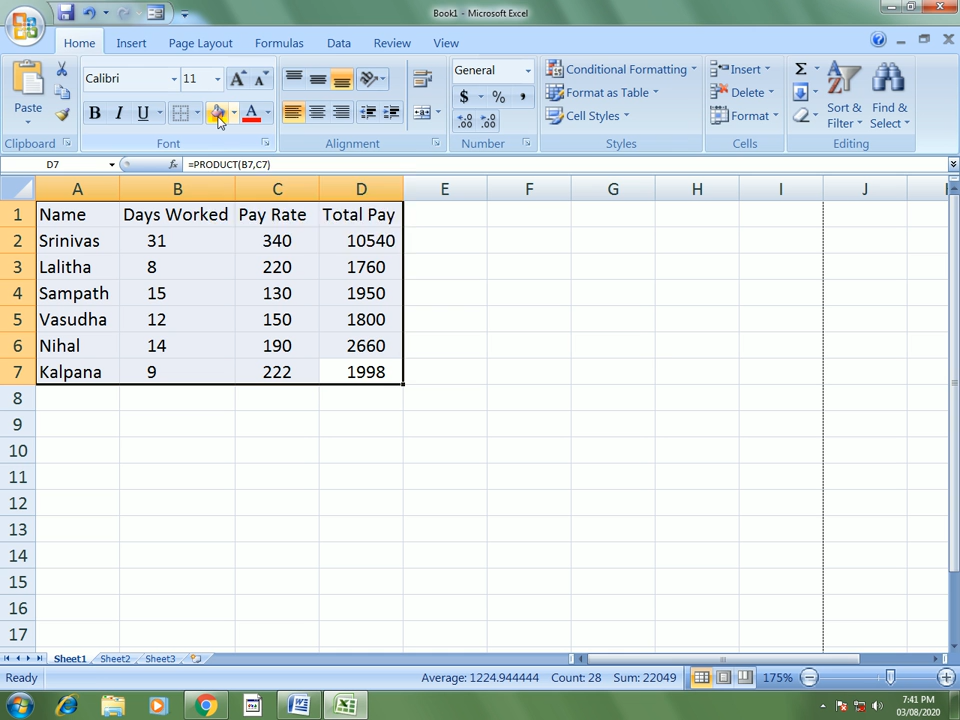 Book1 - Microsoft Excel
Home Insert Page Layout Formulas Data Review View
Calibri 11 General Conditional Formatting Insert
Paste B I U $ % , Format as Table Delete Sort & Find &
Cell Styles Format Filter Select
Clipboard Font Alignment Number Styles Cells Editing
D7 fx =PRODUCT(B7,C7)
A B C D E F G H I J
1 Name Days Worked Pay Rate Total Pay
2 Srinivas 31 340 10540
3 Lalitha 8 220 1760
4 Sampath 15 130 1950
5 Vasudha 12 150 1800
6 Nihal 14 190 2660
7 Kalpana 9 222 1998
8
9
10
11
12
13
14
15
16
17
Sheet1 Sheet2 Sheet3
Ready Average: 1224.944444 Count: 28 Sum: 22049 175%
7:41 PM
03/08/2020